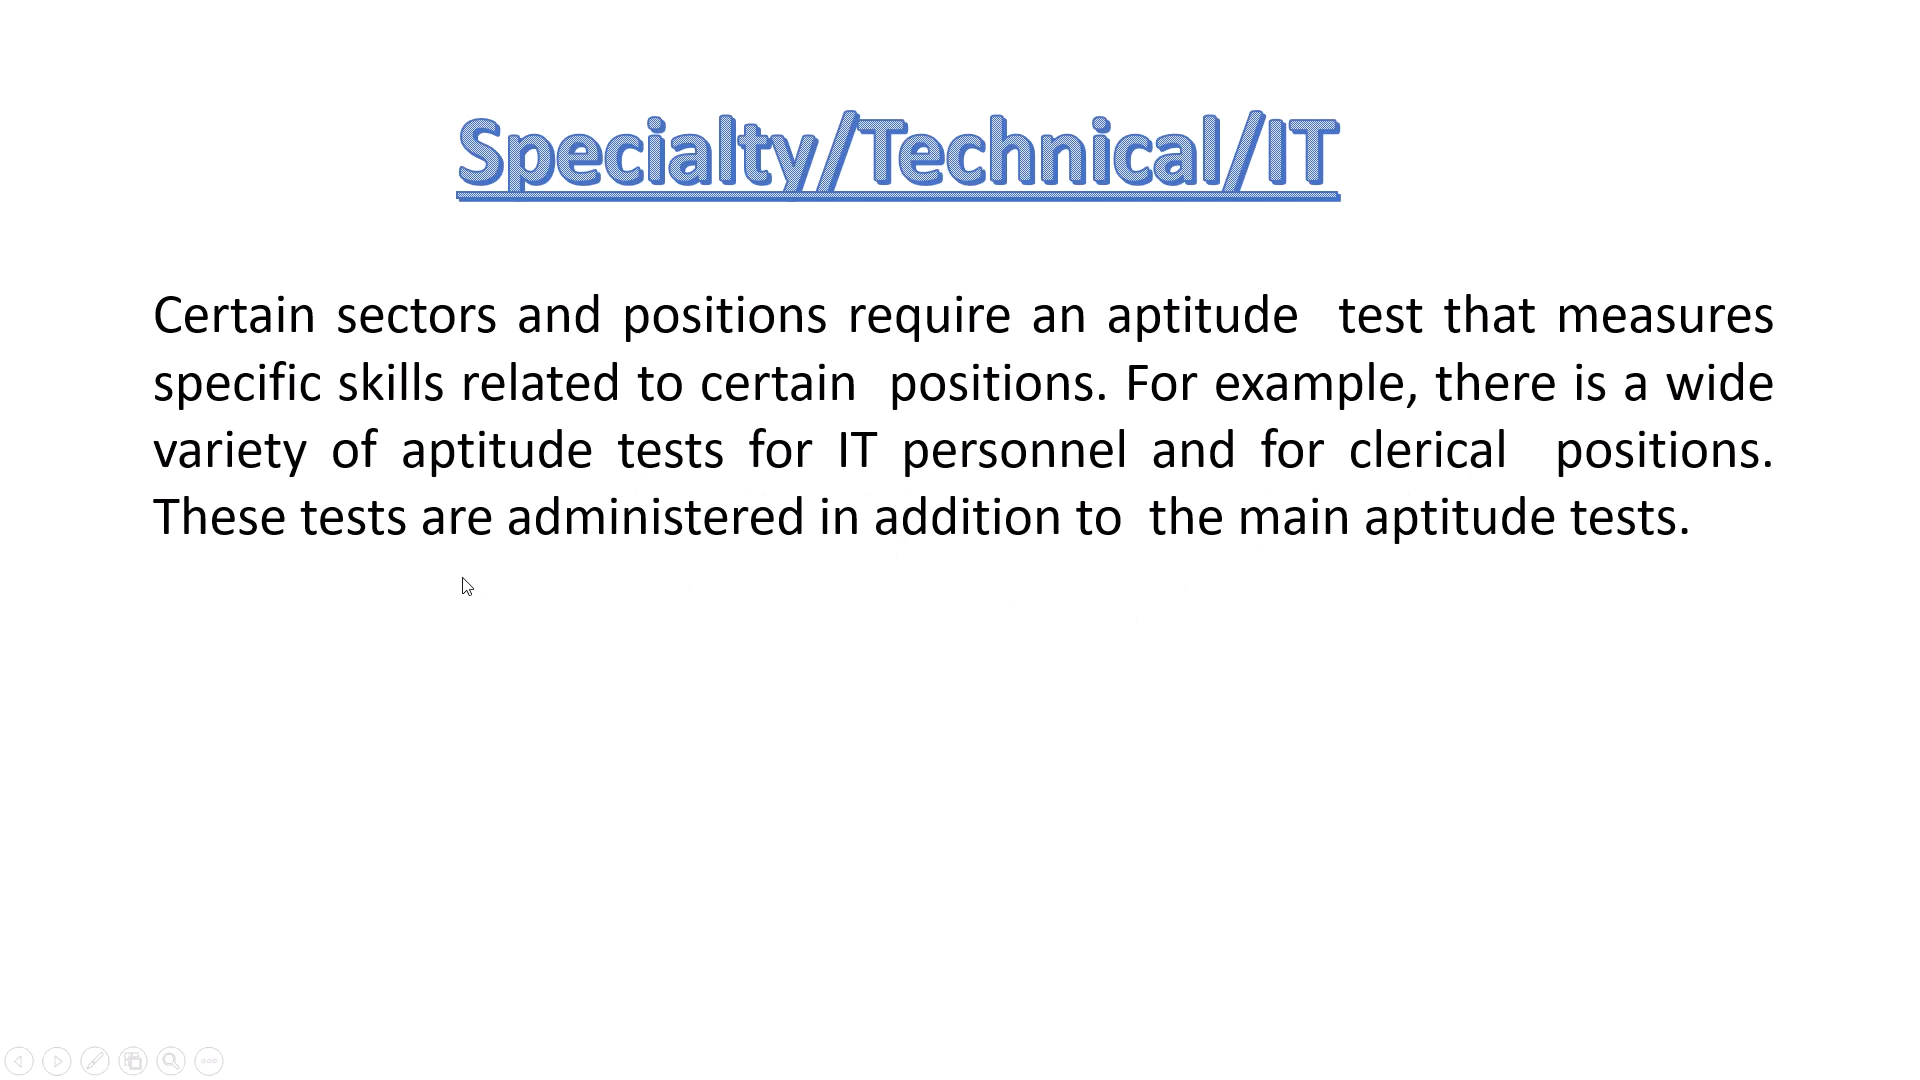 Specialty/Technical/IT
Certain sectors and positions require an aptitude test that measures
specific skills related to certain positions. For example, there is a wide
variety of aptitude tests for IT personnel and for clerical positions.
These tests are administered in addition to the main aptitude tests.